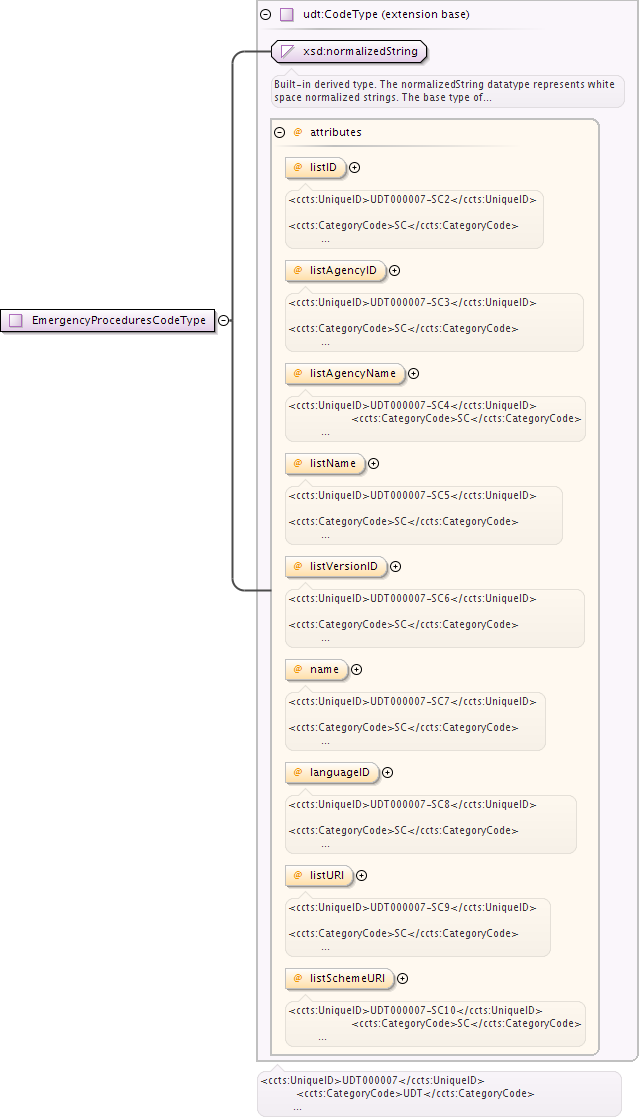 udt:CodeType (extension base)
xsd:normalizedString
Built-in derived type. The normalizedString datatype represents white
space normalized strings. The base type of...
@ attributes
@ listID
<ccts:UniqueID>UDT000007-SC2</ccts:UniqueID>
<ccts:CategoryCode>SC</ccts:CategoryCode>
...
@ listAgencyID
<ccts:UniqueID>UDT000007-SC3</ccts:UniqueID>
<ccts:CategoryCode>SC</ccts:CategoryCode>
...
EmergencyProceduresCodeType
@ listAgencyName
<ccts:UniqueID>UDT000007-SC4</ccts:UniqueID>
<ccts:CategoryCode>SC</ccts:CategoryCode>
...
@ listName
<ccts:UniqueID>UDT000007-SC5</ccts:UniqueID>
<ccts:CategoryCode>SC</ccts:CategoryCode>
...
@ listVersionID
<ccts:UniqueID>UDT000007-SC6</ccts:UniqueID>
<ccts:CategoryCode>SC</ccts:CategoryCode>
...
@ name
<ccts:UniqueID>UDT000007-SC7</ccts:UniqueID>
<ccts:CategoryCode>SC</ccts:CategoryCode>
...
@ languageID
<ccts:UniqueID>UDT000007-SC8</ccts:UniqueID>
<ccts:CategoryCode>SC</ccts:CategoryCode>
...
@ listURI
<ccts:UniqueID>UDT000007-SC9</ccts:UniqueID>
<ccts:CategoryCode>SC</ccts:CategoryCode>
...
@ listSchemeURI
<ccts:UniqueID>UDT000007-SC10</ccts:UniqueID>
<ccts:CategoryCode>SC</ccts:CategoryCode>
...
<ccts:UniqueID>UDT000007</ccts:UniqueID>
<ccts:CategoryCode>UDT</ccts:CategoryCode>
...